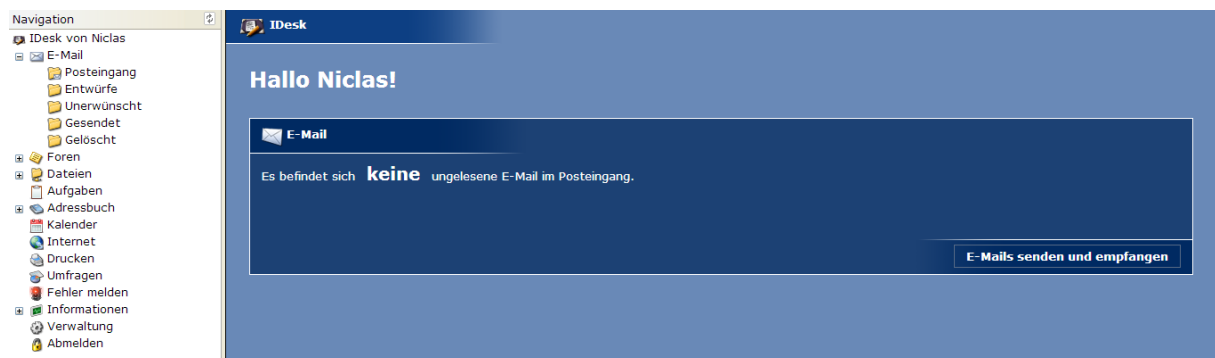 Navigation
IDesk von Niclas
E-Mail
Posteingang
Entwürfe
Unerwünscht
Gesendet
Gelöscht
Foren
Dateien
Aufgaben
Adressbuch
Kalender
Internet
Drucken
Umfragen
Fehler melden
Informationen
Verwaltung
Abmelden
IDesk
Hallo Niclas!
E-Mail
Es befindet sich keine ungelesene E-Mail im Posteingang.
E-Mails senden und empfangen